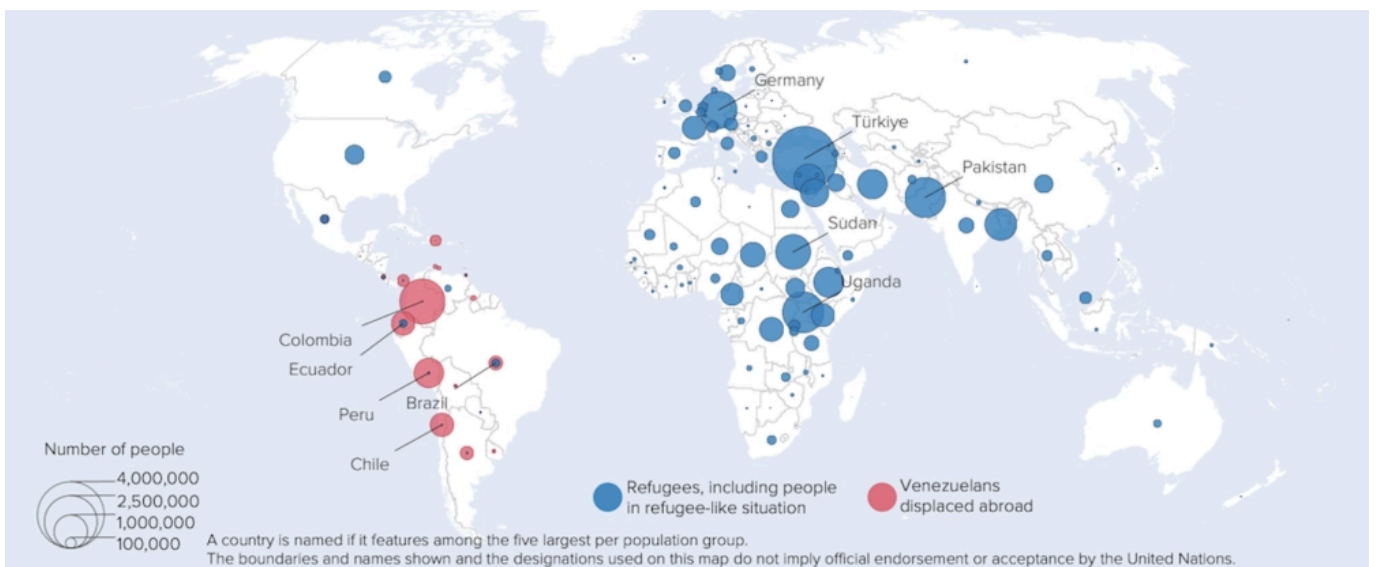 Germany
Türkiye
Pakistan
Sudan
Uganda
Colombia
Ecuador
Peru
Brazil
Chile
Number of people
4,000,000
2,500,000
1,000,000
100,000
Refugees, including people
in refugee-like situation
Venezuelans
displaced abroad
A country is named if it features among the five largest per population group.
The boundaries and names shown and the designations used on this map do not imply official endorsement or acceptance by the United Nations.